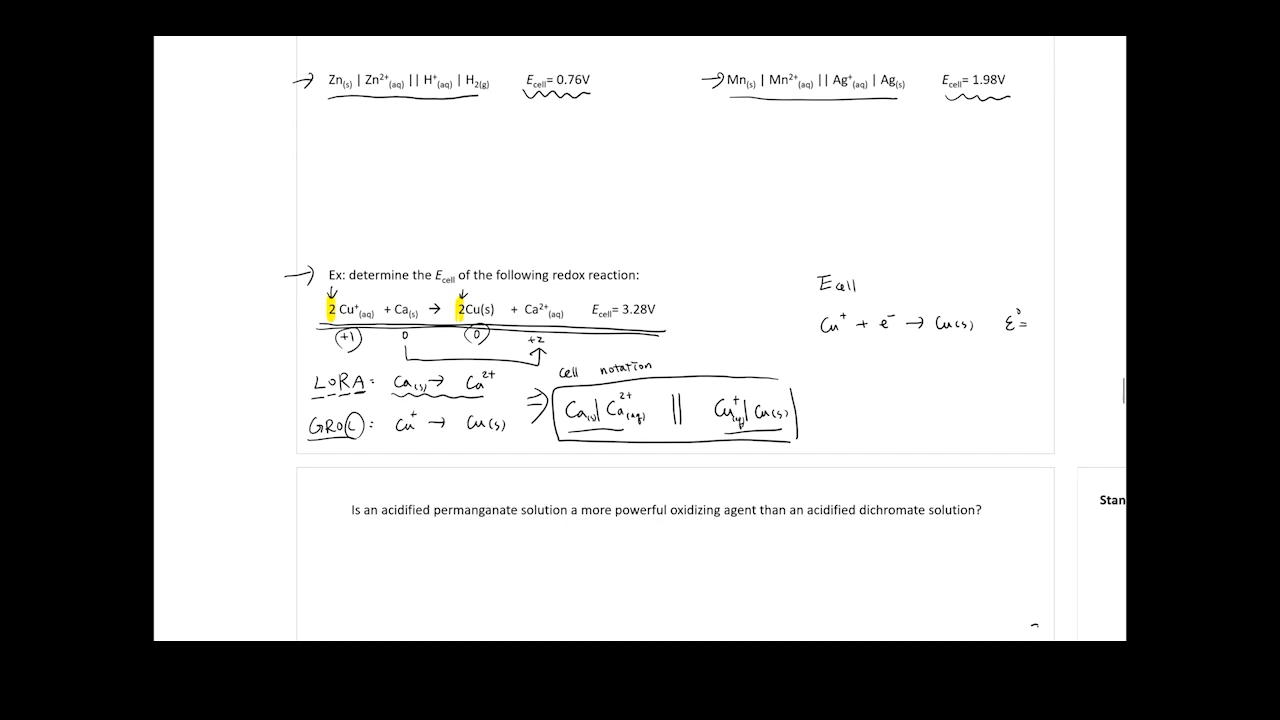 Zn(s) | Zn²⁺(aq) || H⁺(aq) | H₂(g) Ecell= 0.76V
Mn(s) | Mn²⁺(aq) || Ag⁺(aq) | Ag(s) Ecell= 1.98V
Ex: determine the Ecell of the following redox reaction:
2 Cu⁺(aq) + Ca(s) → 2Cu(s) + Ca²⁺(aq) Ecell= 3.28V
+1 0 0 +2
LORA: Ca(s) → Ca²⁺
GROC: Cu⁺ → Cu(s)
cell notation
⇒ Ca(s) | Ca²⁺(aq) || Cu⁺(aq) | Cu(s)
E cell
Cu⁺ + e⁻ → Cu(s) ℰ°=
Is an acidified permanganate solution a more powerful oxidizing agent than an acidified dichromate solution?
Stan